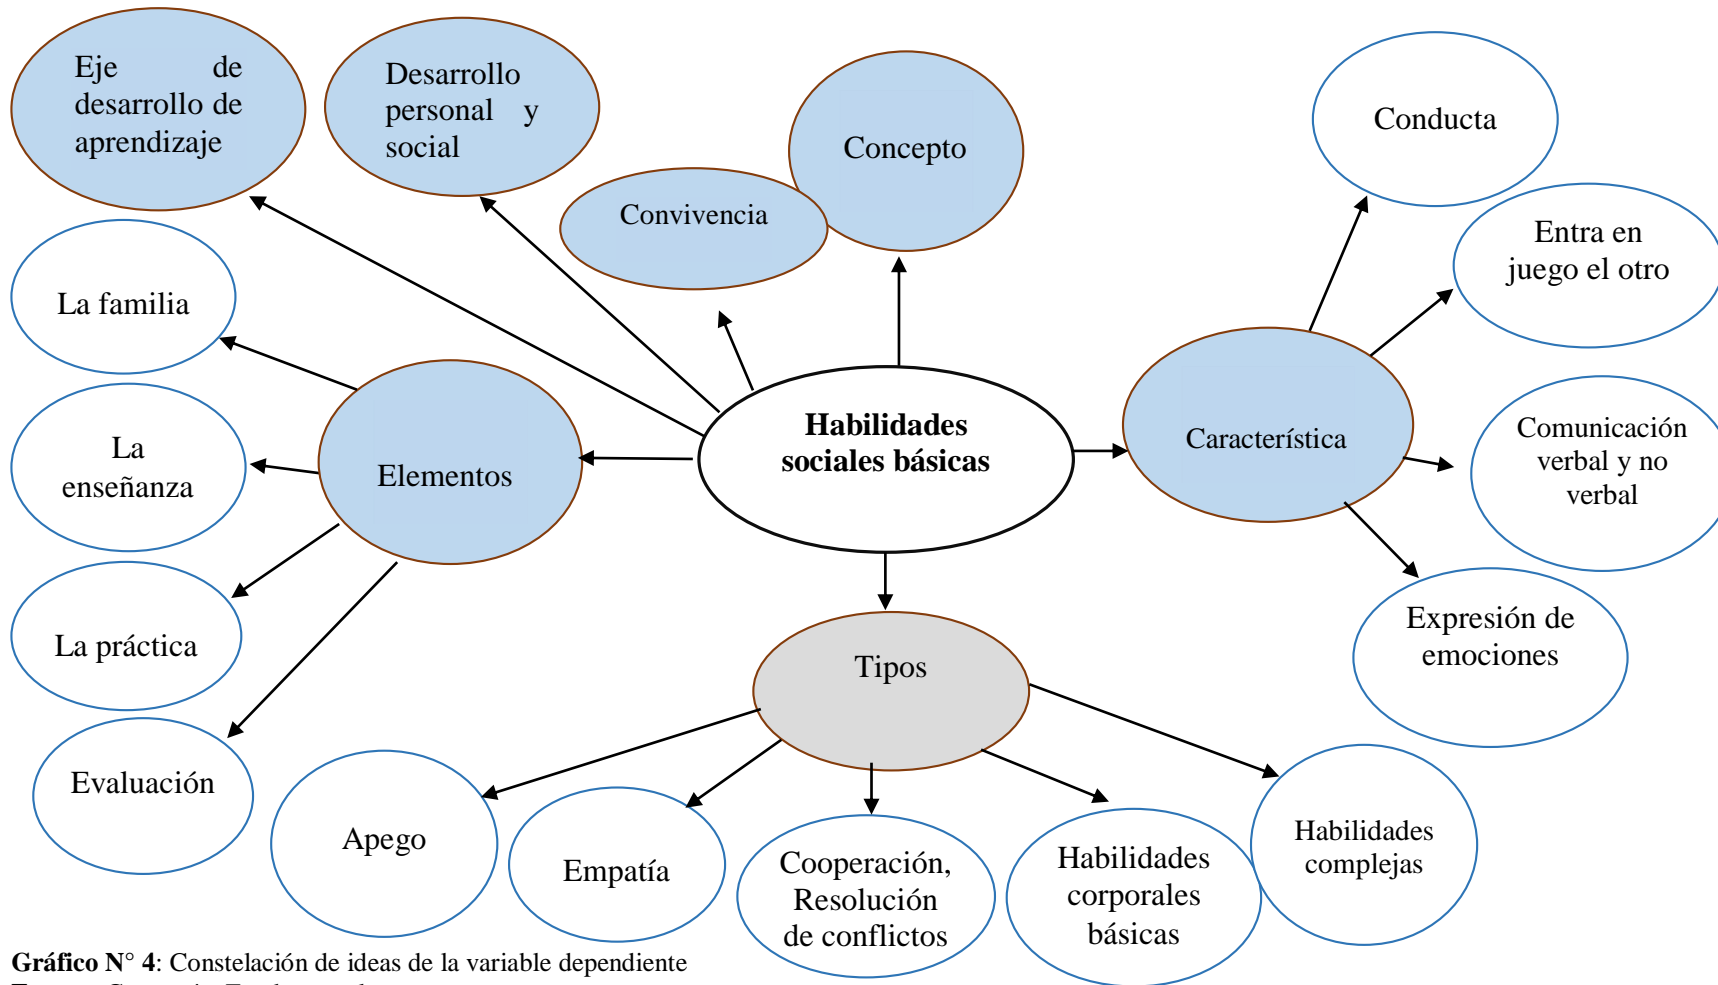 Eje de
desarrollo de
aprendizaje
Desarrollo
personal y
social
Convivencia
Concepto
Conducta
Entra en
juego el otro
La familia
Habilidades
sociales básicas
Característica
Comunicación
verbal y no
verbal
La
enseñanza
Elementos
La práctica
Expresión de
emociones
Tipos
Evaluación
Apego
Empatía
Cooperación,
Resolución
de conflictos
Habilidades
corporales
básicas
Habilidades
complejas
Gráfico N° 4: Constelación de ideas de la variable dependiente